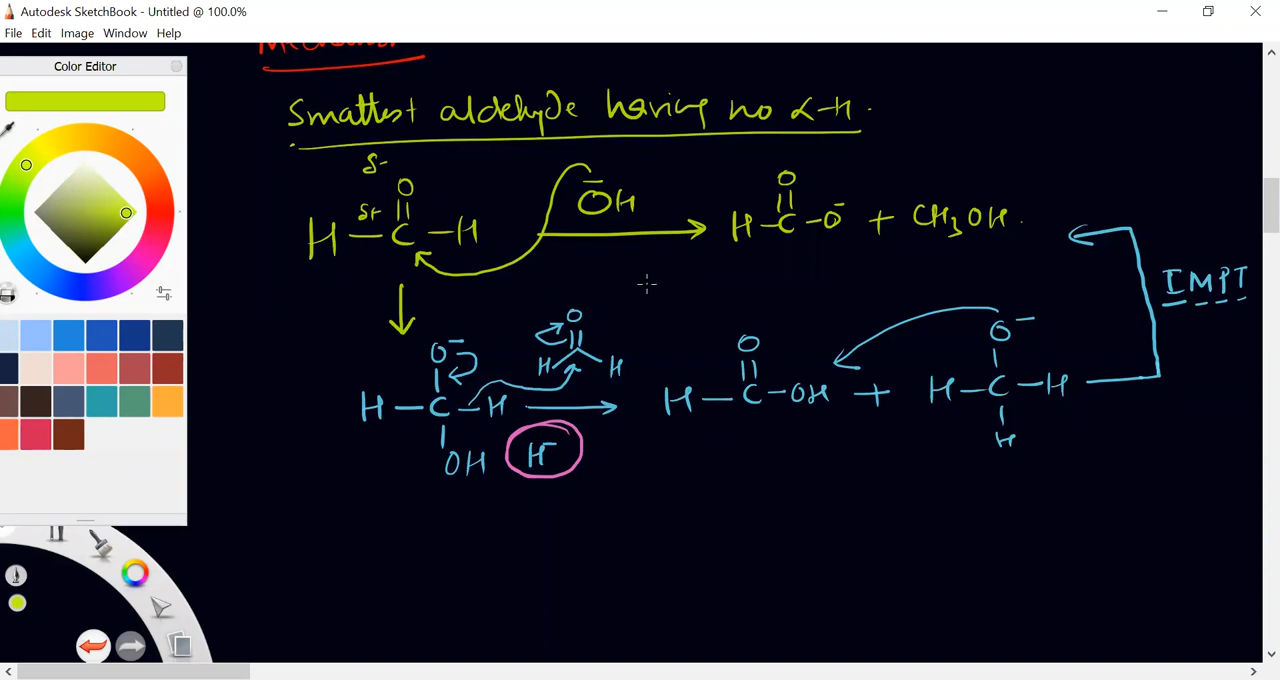 Autodesk SketchBook - Untitled @ 100.0%
File Edit Image Window Help
Color Editor
Smallest aldehyde having no α-H.
δ-
O
δ+
H - C - H
ŌH
O
H - C - O⁻ + CH3OH.
IMPT
O⁻
H - C - H
OH
O
H H
H⁻
O
H - C - OH + H - C - H
O⁻
H